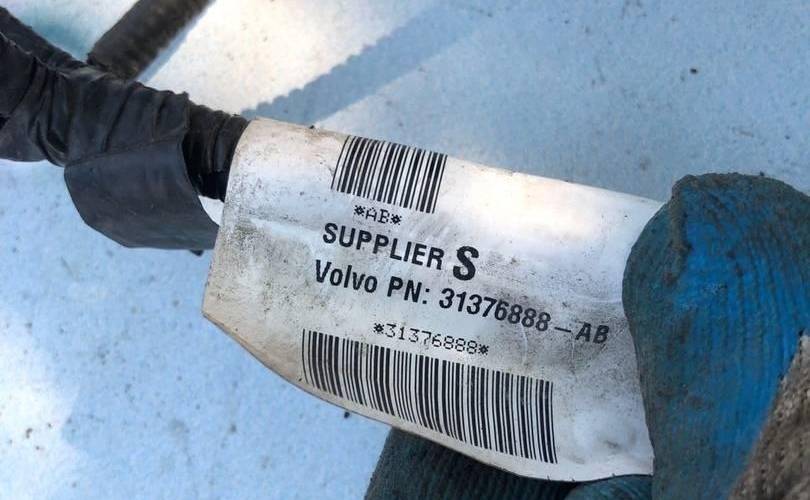 *AB*
SUPPLIER S
Volvo PN: 31376888-AB
*31376888*